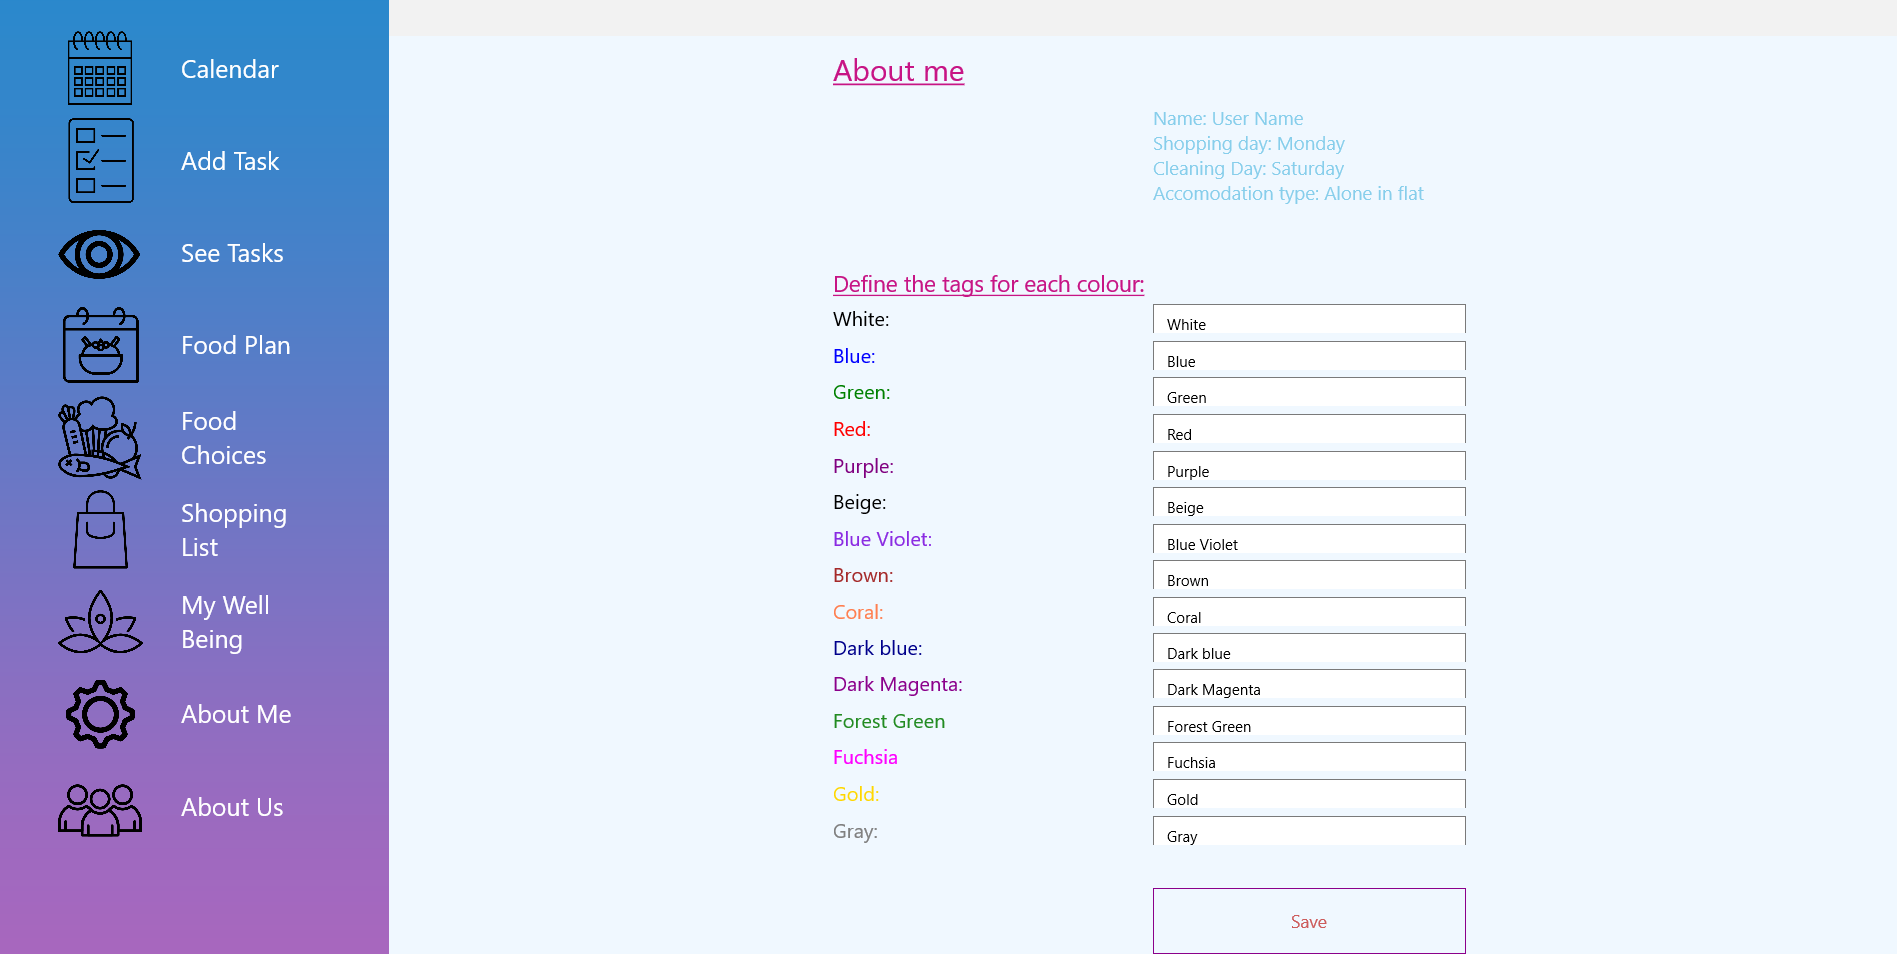 Calendar
Add Task
See Tasks
Food Plan
Food
Choices
Shopping
List
My Well
Being
About Me
About Us
About me
Name: User Name
Shopping day: Monday
Cleaning Day: Saturday
Accomodation type: Alone in flat
Define the tags for each colour:
White: White
Blue: Blue
Green: Green
Red: Red
Purple: Purple
Beige: Beige
Blue Violet: Blue Violet
Brown: Brown
Coral: Coral
Dark blue: Dark blue
Dark Magenta: Dark Magenta
Forest Green Forest Green
Fuchsia Fuchsia
Gold: Gold
Gray: Gray
Save